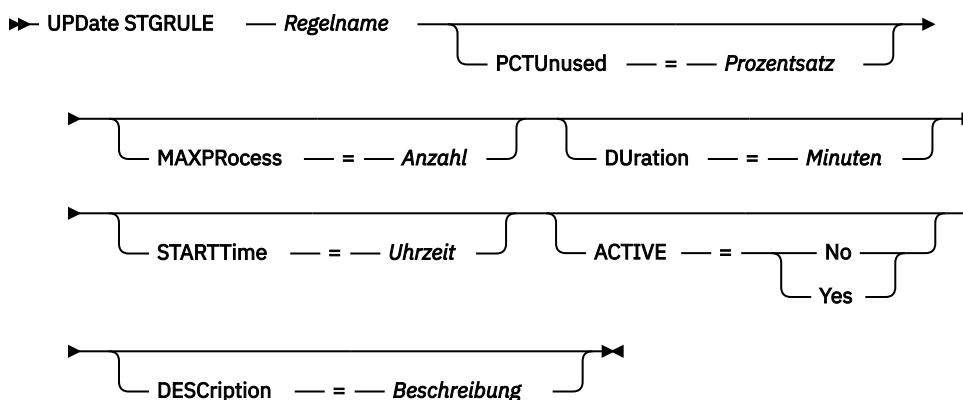 UPDate STGRULE Regelname
PCTUnused = Prozentsatz
MAXPRocess = Anzahl DUration = Minuten
STARTTime = Uhrzeit ACTIVE = No
Yes
DESCription = Beschreibung